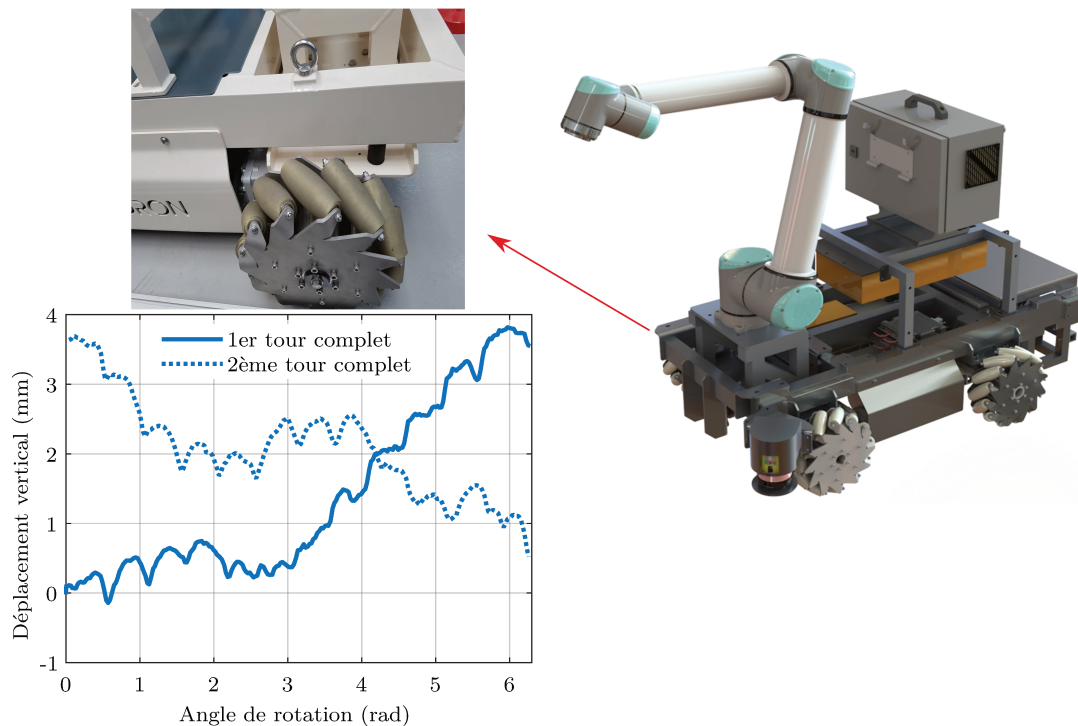 RON
4
3
2
1
0
-1
Déplacement vertical (mm)
1er tour complet
2ème tour complet
0 1 2 3 4 5 6
Angle de rotation (rad)